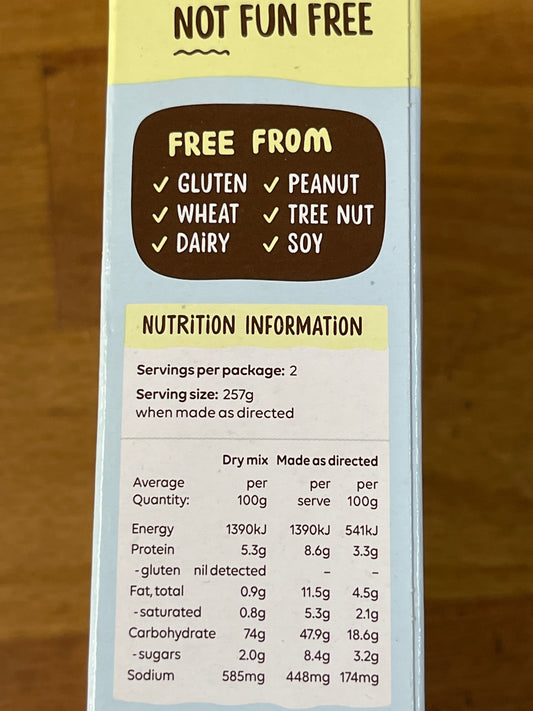 NOT FUN FREE
FREE FROM
✓ GLUTEN ✓ PEANUT
✓ WHEAT ✓ TREE NUT
✓ DAiRY ✓ SOY
NUTRiTiON iNFORMATiON
Servings per package: 2
Serving size: 257g
when made as directed
Dry mix Made as directed
Average per per per
Quantity: 100g serve 100g
Energy 1390kJ 1390kJ 541kJ
Protein 5.3g 8.6g 3.3g
-gluten nil detected – –
Fat, total 0.9g 11.5g 4.5g
-saturated 0.8g 5.3g 2.1g
Carbohydrate 74g 47.9g 18.6g
-sugars 2.0g 8.4g 3.2g
Sodium 585mg 448mg 174mg